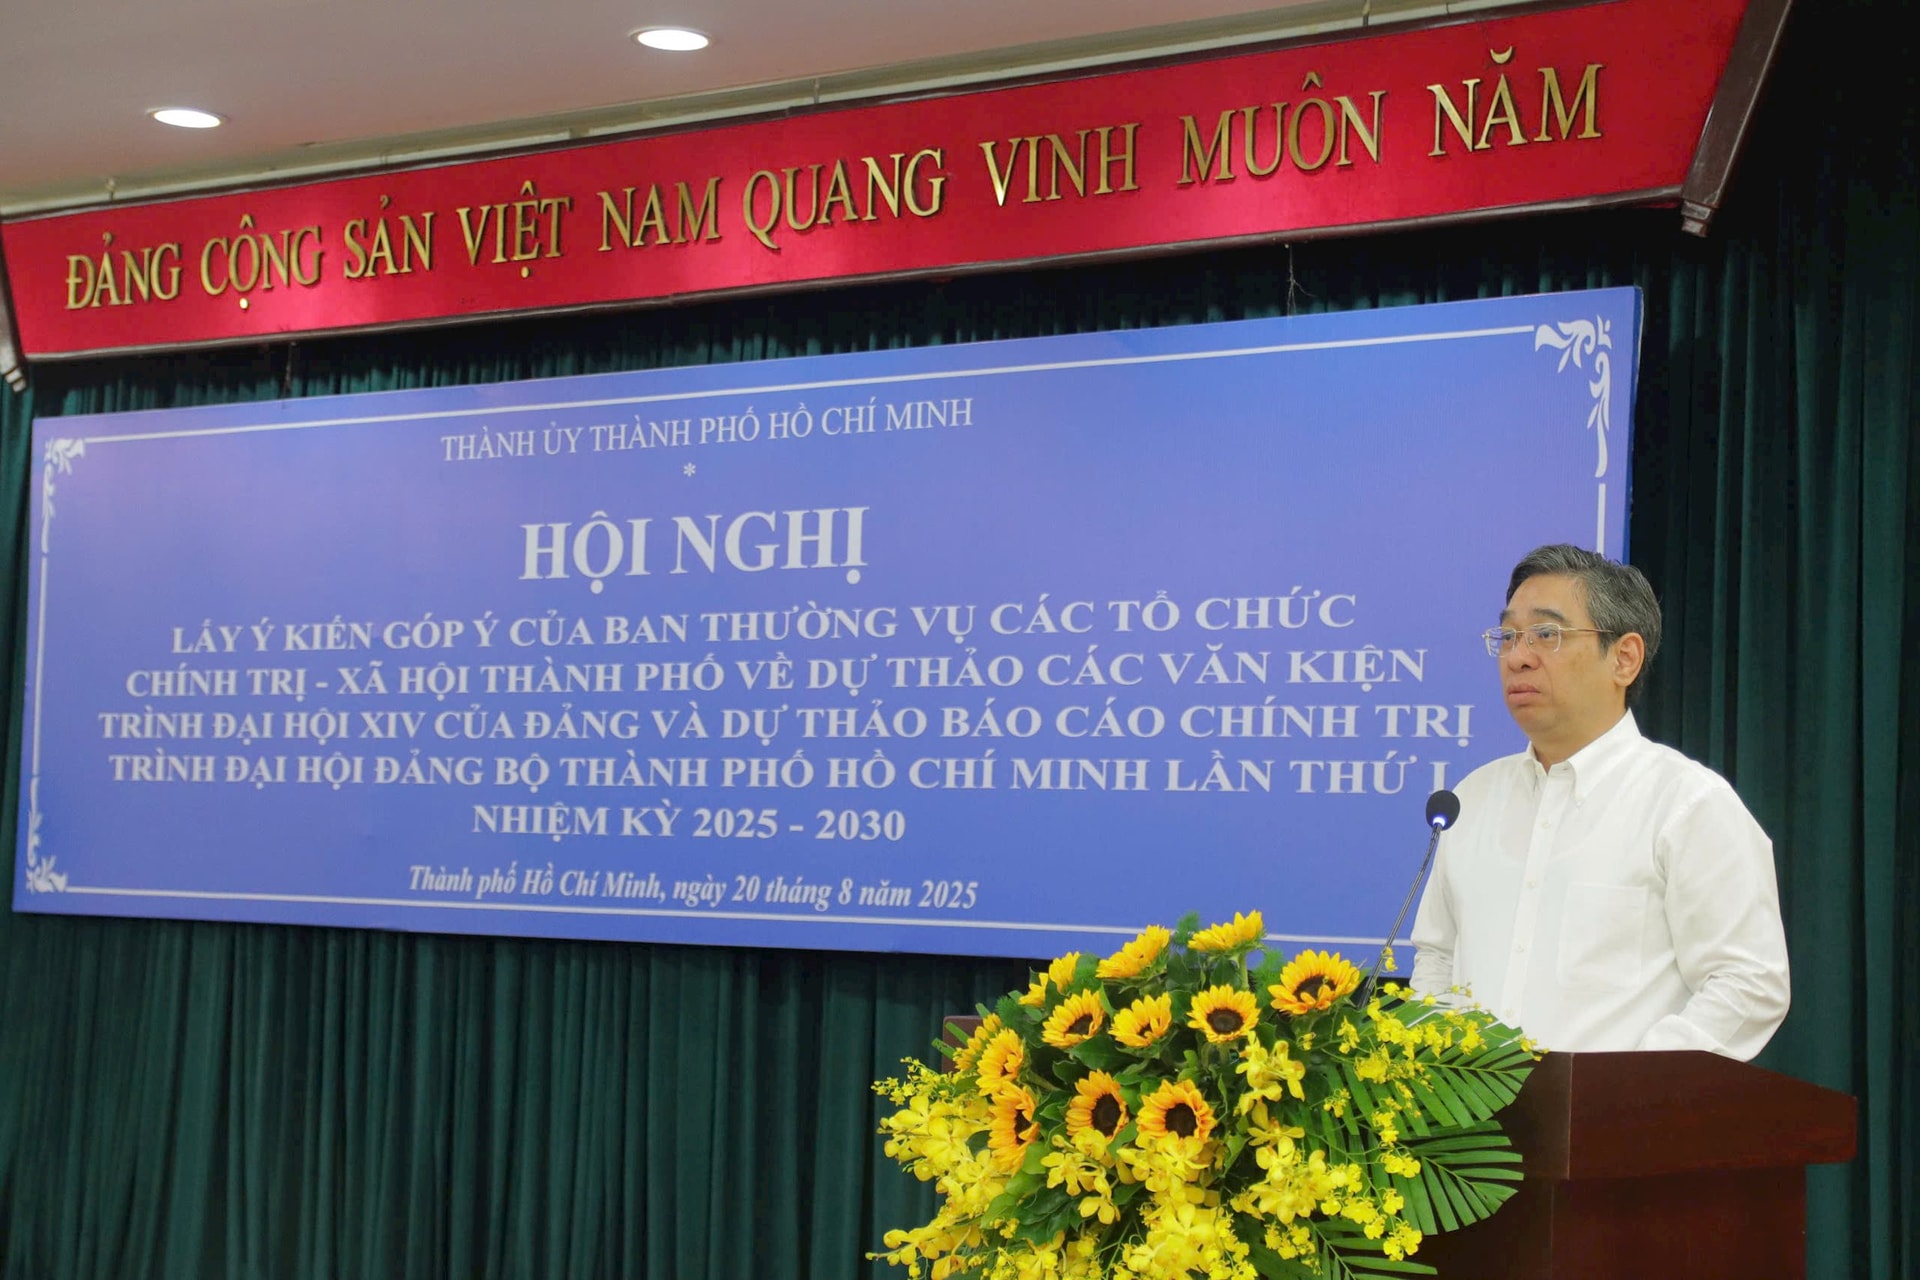 ĐẢNG CỘNG SẢN VIỆT NAM QUANG VINH MUÔN NĂM
THÀNH ỦY THÀNH PHỐ HỒ CHÍ MINH
*
HỘI NGHỊ
LẤY Ý KIẾN GÓP Ý CỦA BAN THƯỜNG VỤ CÁC TỔ CHỨC
CHÍNH TRỊ - XÃ HỘI THÀNH PHỐ VỀ DỰ THẢO CÁC VĂN KIỆN
TRÌNH ĐẠI HỘI XIV CỦA ĐẢNG VÀ DỰ THẢO BÁO CÁO CHÍNH TRỊ
TRÌNH ĐẠI HỘI ĐẢNG BỘ THÀNH PHỐ HỒ CHÍ MINH LẦN THỨ I
NHIỆM KỲ 2025 - 2030
Thành phố Hồ Chí Minh, ngày 20 tháng 8 năm 2025